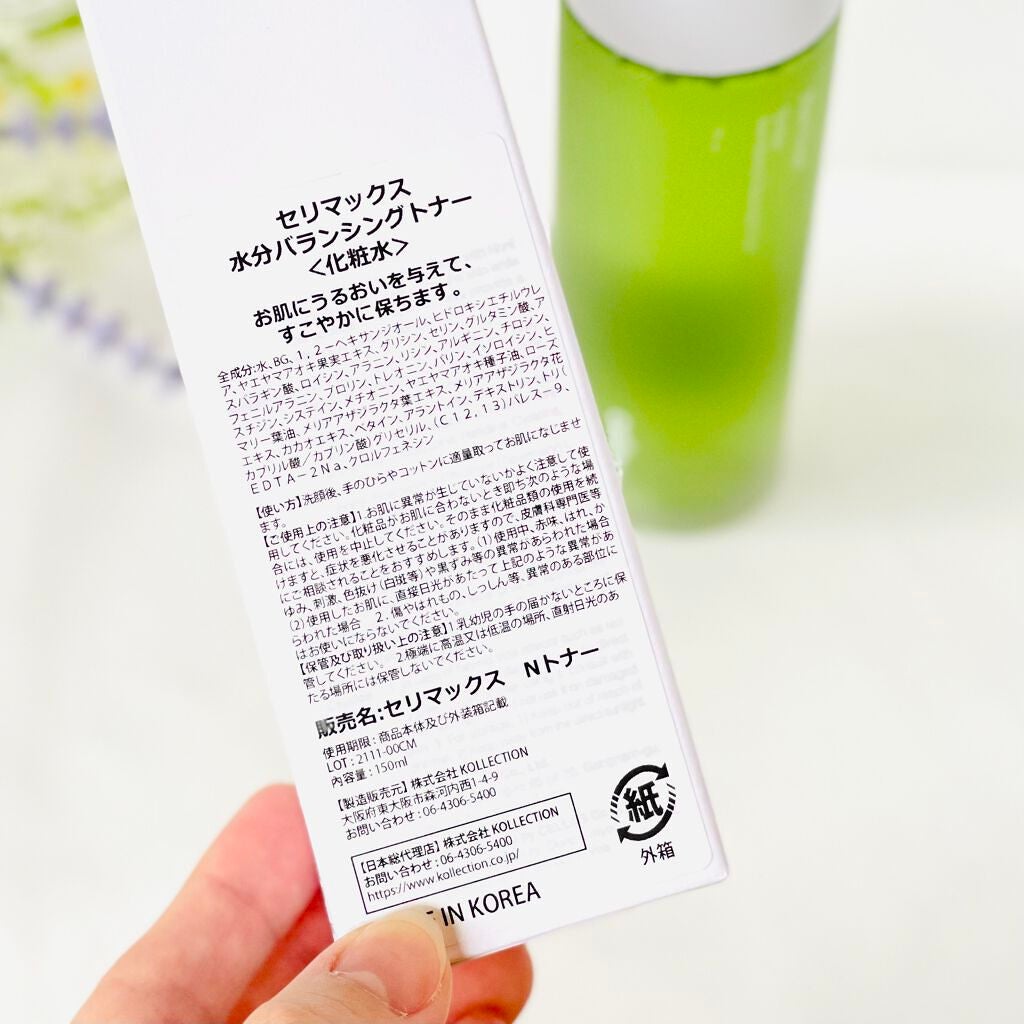 セリマックス
水分バランシングトナー
＜化粧水＞
お肌にうるおいを与えて、
すこやかに保ちます。
全成分:水、BG、1，2－ヘキサンジオール、ヒドロキシエチルウレ
ア、ヤエヤマアオキ果実エキス、グリシン、セリン、グルタミン酸、ア
スパラギン酸、ロイシン、アラニン、リシン、アルギニン、チロシン、
フェニルアラニン、プロリン、トレオニン、バリン、イソロイシン、ヒ
スチジン、システイン、メチオニン、ヤエヤマアオキ種子油、ローズ
マリー葉油、メリアアザジラクタ葉エキス、メリアアザジラクタ花
エキス、カカオエキス、ベタイン、アラントイン、デキストリン、トリ（
カプリル酸／カプリン酸）グリセリル、（C12，13）パレスー9、
EDTA－2Na、クロルフェネシン
【使い方】洗顔後、手のひらやコットンに適量取ってお肌になじませ
ます。
【ご使用上の注意】1.お肌に異常が生じていないかよく注意して使
用してください。化粧品がお肌に合わないとき即ち次のような場
合には、使用を中止してください。そのまま化粧品類の使用を続
けますと、症状を悪化させることがありますので、皮膚科専門医等
にご相談されることをおすすめします。(1)使用中、赤味、はれ、か
ゆみ、刺激、色抜け(白斑等)や黒ずみ等の異常があらわれた場合
(2)使用したお肌に、直接日光があたって上記のような異常があ
らわれた場合　2．傷やはれもの、しっしん等、異常のある部位に
はお使いにならないでください。
【保管及び取り扱い上の注意】1.乳幼児の手の届かないところに保
管してください。　2.極端に高温又は低温の場所、直射日光のあ
たる場所には保管しないでください。
販売名:セリマックス　Nトナー
使用期限 : 商品本体及び外装箱記載
LOT : 2111-00CM
内容量 : 150ml
【製造販売元】株式会社 KOLLECTION
大阪府東大阪市森河内西1-4-9
お問い合わせ : 06-4306-5400
【日本総代理店】株式会社 KOLLECTION
お問い合わせ : 06-4306-5400
https://www.kollection.co.jp/
IN KOREA
紙
外箱